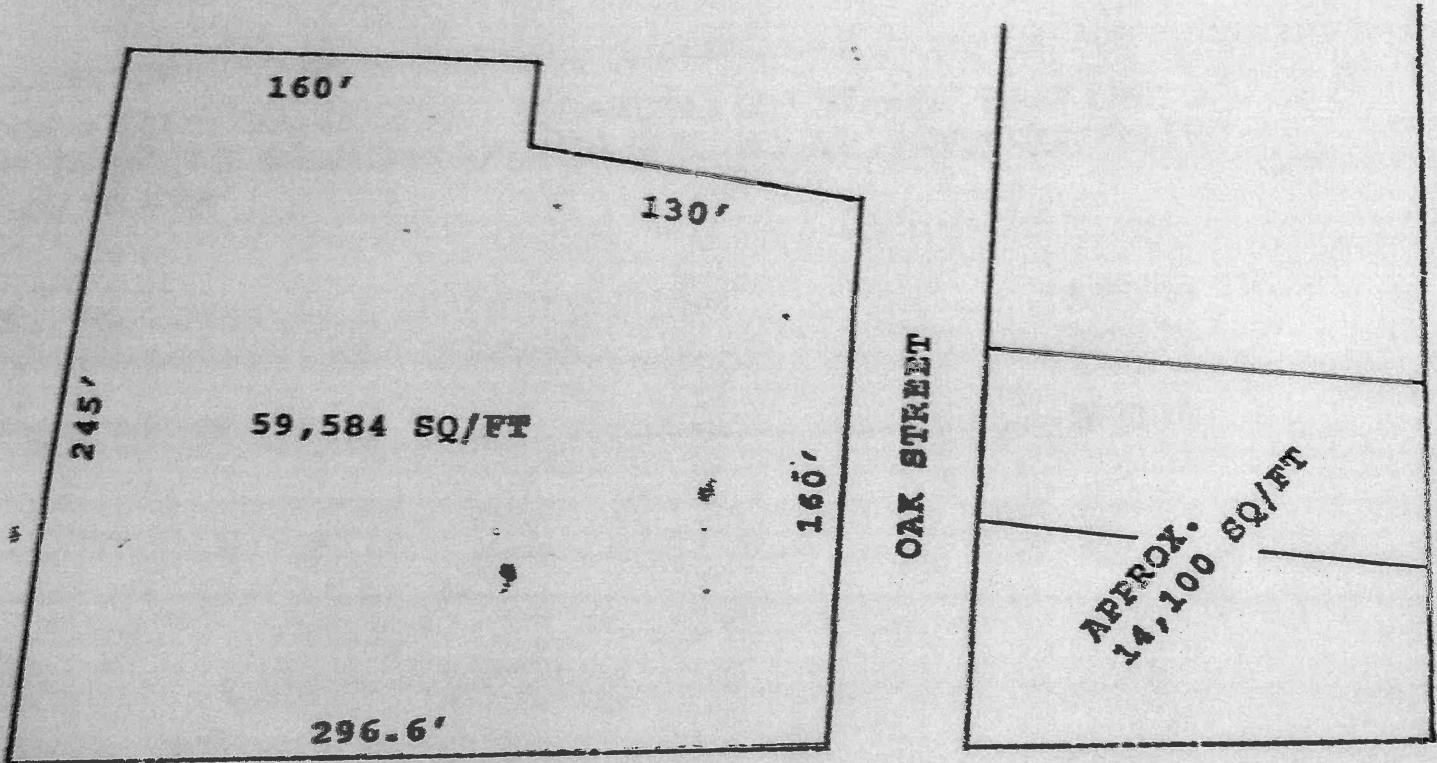 160'
130'
245'
59,584 SQ/FT
160'
296.6'
OAK STREET
APPROX.
14,100 SQ/FT